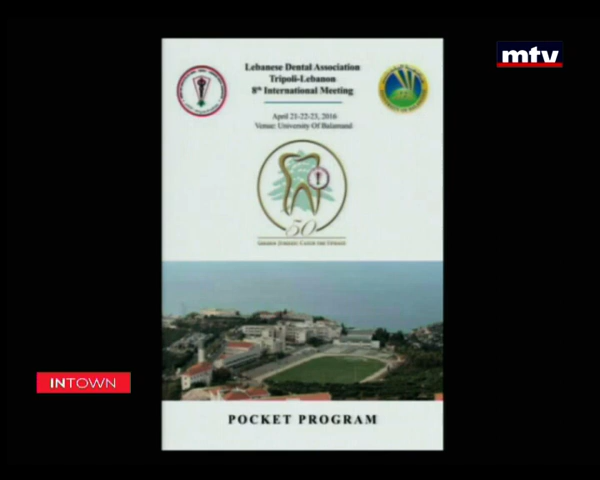 mtv
Lebanese Dental Association
Tripoli-Lebanon
8th International Meeting
April 21-22-23, 2016
Venue: University Of Balamand
50
INTOWN
POCKET PROGRAM